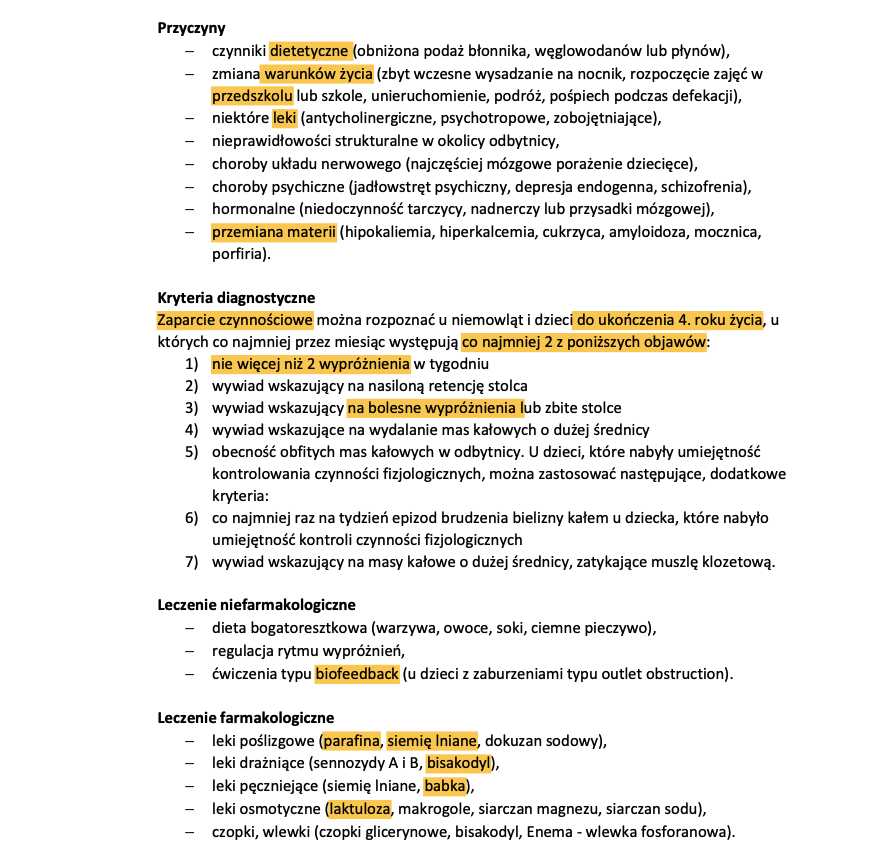 Przyczyny
– czynniki dietetyczne (obniżona podaż błonnika, węglowodanów lub płynów),
– zmiana warunków życia (zbyt wczesne wysadzanie na nocnik, rozpoczęcie zajęć w
przedszkolu lub szkole, unieruchomienie, podróż, pośpiech podczas defekacji),
– niektóre leki (antycholinergiczne, psychotropowe, zobojętniające),
– nieprawidłowości strukturalne w okolicy odbytnicy,
– choroby układu nerwowego (najczęściej mózgowe porażenie dziecięce),
– choroby psychiczne (jadłowstręt psychiczny, depresja endogenna, schizofrenia),
– hormonalne (niedoczynność tarczycy, nadnerczy lub przysadki mózgowej),
– przemiana materii (hipokaliemia, hiperkalcemia, cukrzyca, amyloidoza, mocznica,
porfiria).
Kryteria diagnostyczne
Zaparcie czynnościowe można rozpoznać u niemowląt i dzieci do ukończenia 4. roku życia, u
których co najmniej przez miesiąc występują co najmniej 2 z poniższych objawów:
1) nie więcej niż 2 wypróżnienia w tygodniu
2) wywiad wskazujący na nasiloną retencję stolca
3) wywiad wskazujący na bolesne wypróżnienia lub zbite stolce
4) wywiad wskazujące na wydalanie mas kałowych o dużej średnicy
5) obecność obfitych mas kałowych w odbytnicy. U dzieci, które nabyły umiejętność
kontrolowania czynności fizjologicznych, można zastosować następujące, dodatkowe
kryteria:
6) co najmniej raz na tydzień epizod brudzenia bielizny kałem u dziecka, które nabyło
umiejętność kontroli czynności fizjologicznych
7) wywiad wskazujący na masy kałowe o dużej średnicy, zatykające muszlę klozetową.
Leczenie niefarmakologiczne
– dieta bogatoresztkowa (warzywa, owoce, soki, ciemne pieczywo),
– regulacja rytmu wypróżnień,
– ćwiczenia typu biofeedback (u dzieci z zaburzeniami typu outlet obstruction).
Leczenie farmakologiczne
– leki poślizgowe (parafina, siemię lniane, dokuzan sodowy),
– leki drażniące (sennozydy A i B, bisakodyl),
– leki pęczniejące (siemię lniane, babka),
– leki osmotyczne (laktuloza, makrogole, siarczan magnezu, siarczan sodu),
– czopki, wlewki (czopki glicerynowe, bisakodyl, Enema - wlewka fosforanowa).